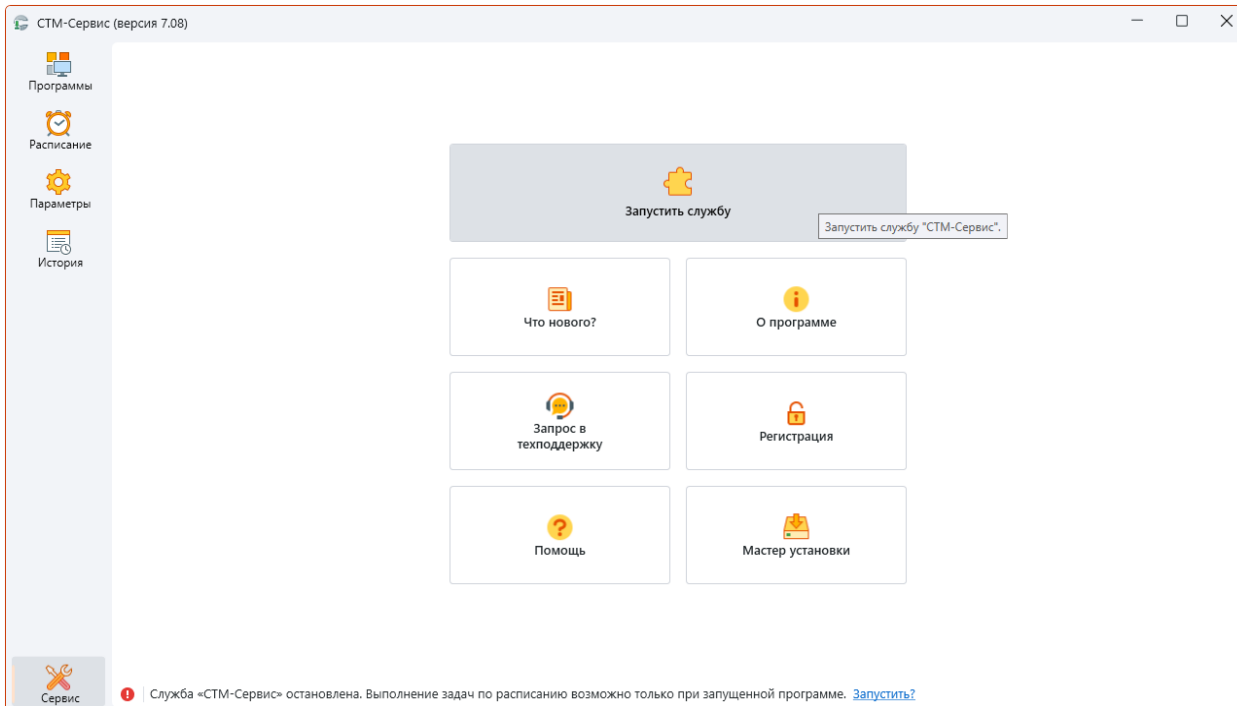 СТМ-Сервис (версия 7.08)
Программы
Расписание
Параметры
История
Запустить службу
Запустить службу "СТМ-Сервис".
Что нового?
О программе
Запрос в
техподдержку
Регистрация
Помощь
Мастер установки
Сервис
Служба «СТМ-Сервис» остановлена. Выполнение задач по расписанию возможно только при запущенной программе. Запустить?